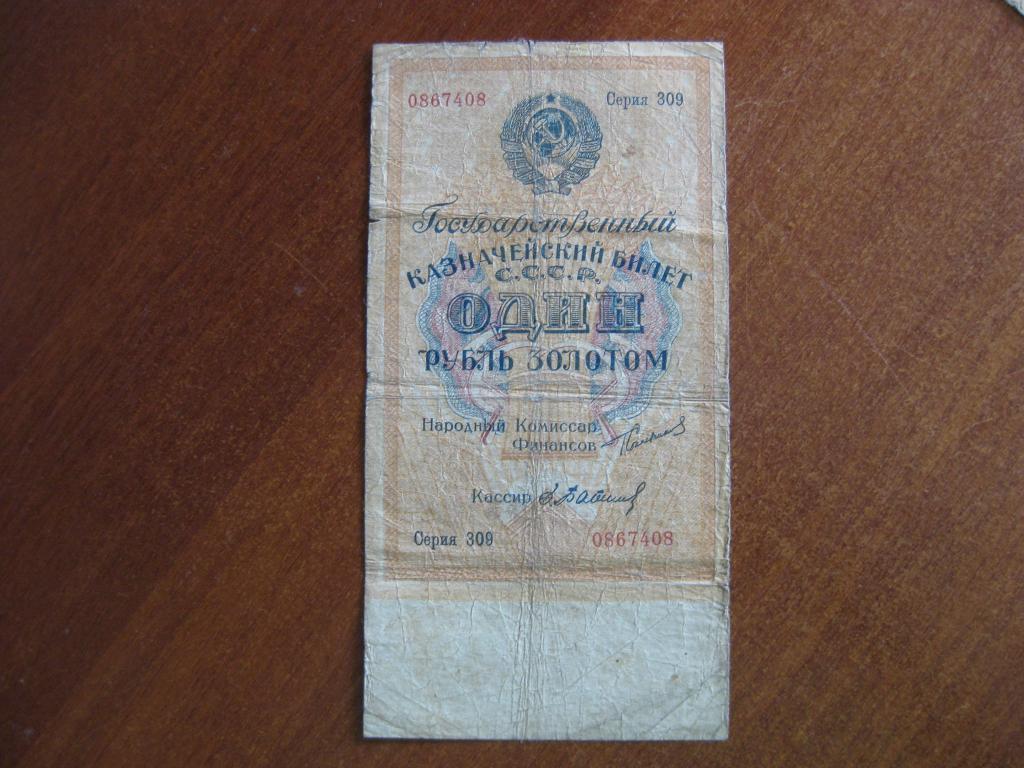 0867408 Серия 309
Государственный
КАЗНАЧЕЙСКИЙ БИЛЕТ
С.С.С.Р.
ОДИН
РУБЛЬ ЗОЛОТОМ
Народный Комиссар
Финансов
Кассир
Серия 309 0867408